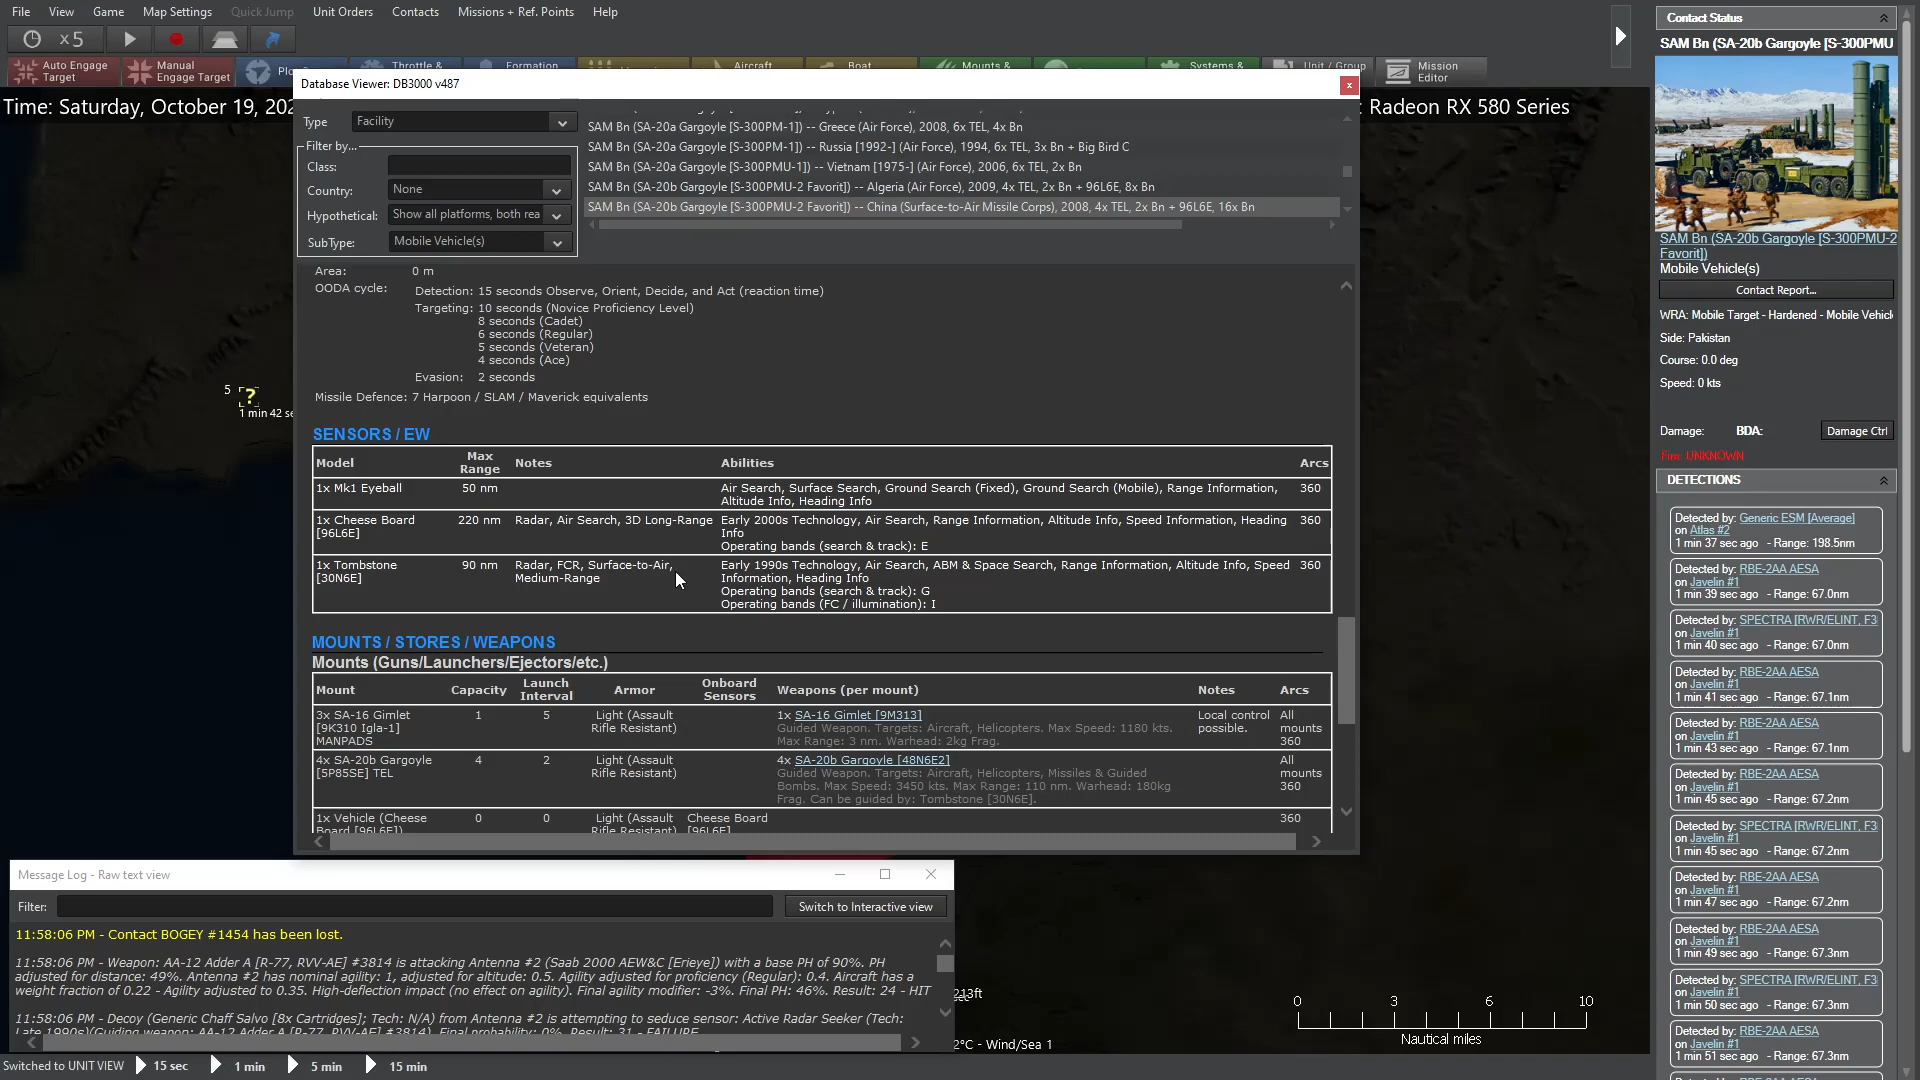 File View Game Map Settings Quick Jump Unit Orders Contacts Missions + Ref. Points Help
x5
Auto Engage Target
Manual Engage Target
Throttle &
Formation
Aircraft
Boat
Mounts &
Systems &
Unit / Group
Mission Editor
Time: Saturday, October 19, 202
: Radeon RX 580 Series
Database Viewer: DB3000 v487
Type Facility
Filter by...
Class:
Country: None
Hypothetical: Show all platforms, both rea
SubType: Mobile Vehicle(s)
SAM Bn (SA-20a Gargoyle [S-300PM-1]) -- Greece (Air Force), 2008, 6x TEL, 4x Bn
SAM Bn (SA-20a Gargoyle [S-300PM-1]) -- Russia [1992-] (Air Force), 1994, 6x TEL, 3x Bn + Big Bird C
SAM Bn (SA-20a Gargoyle [S-300PMU-1]) -- Vietnam [1975-] (Air Force), 2006, 6x TEL, 2x Bn
SAM Bn (SA-20b Gargoyle [S-300PMU-2 Favorit]) -- Algeria (Air Force), 2009, 4x TEL, 2x Bn + 96L6E, 8x Bn
SAM Bn (SA-20b Gargoyle [S-300PMU-2 Favorit]) -- China (Surface-to-Air Missile Corps), 2008, 4x TEL, 2x Bn + 96L6E, 16x Bn
Area: 0 m
OODA cycle: Detection: 15 seconds Observe, Orient, Decide, and Act (reaction time)
Targeting: 10 seconds (Novice Proficiency Level)
8 seconds (Cadet)
6 seconds (Regular)
5 seconds (Veteran)
4 seconds (Ace)
Evasion: 2 seconds
Missile Defence: 7 Harpoon / SLAM / Maverick equivalents
SENSORS / EW
Model Max Range Notes Abilities Arcs
1x Mk1 Eyeball 50 nm Air Search, Surface Search, Ground Search (Fixed), Ground Search (Mobile), Range Information, 360
Altitude Info, Heading Info
1x Cheese Board 220 nm Radar, Air Search, 3D Long-Range Early 2000s Technology, Air Search, Range Information, Altitude Info, Speed Information, Heading 360
[96L6E] Info
Operating bands (search & track): E
1x Tombstone 90 nm Radar, FCR, Surface-to-Air, Early 1990s Technology, Air Search, ABM & Space Search, Range Information, Altitude Info, Speed 360
[30N6E] Medium-Range Information, Heading Info
Operating bands (search & track): G
Operating bands (FC / illumination): I
MOUNTS / STORES / WEAPONS
Mounts (Guns/Launchers/Ejectors/etc.)
Mount Capacity Launch Interval Armor Onboard Sensors Weapons (per mount) Notes Arcs
3x SA-16 Gimlet 1 5 Light (Assault 1x SA-16 Gimlet [9M313] Local control All
[9K310 Igla-1] Rifle Resistant) Guided Weapon. Targets: Aircraft, Helicopters. Max Speed: 1180 kts. possible. mounts
MANPADS Max Range: 3 nm. Warhead: 2kg Frag. 360
4x SA-20b Gargoyle 4 2 Light (Assault 4x SA-20b Gargoyle [48N6E2] All
[5P85SE] TEL Rifle Resistant) Guided Weapon. Targets: Aircraft, Helicopters, Missiles & Guided mounts
Bombs. Max Speed: 3450 kts. Max Range: 110 nm. Warhead: 180kg 360
Frag. Can be guided by: Tombstone [30N6E].
1x Vehicle (Cheese 0 0 Light (Assault Cheese Board 360
Board [96L6E]) Rifle Resistant) [96L6E]
5 ?
1 min 42 se
Message Log - Raw text view
Filter: Switch to Interactive view
11:58:06 PM - Contact BOGEY #1454 has been lost.
11:58:06 PM - Weapon: AA-12 Adder A [R-77, RVV-AE] #3814 is attacking Antenna #2 (Saab 2000 AEW&C [Erieye]) with a base PH of 90%. PH
adjusted for distance: 49%. Antenna #2 has nominal agility: 1, adjusted for altitude: 0.5. Agility adjusted for proficiency (Regular): 0.4. Aircraft has a
weight fraction of 0.22 - Agility adjusted to 0.35. High-deflection impact (no effect on agility). Final agility modifier: -3%. Final PH: 46%. Result: 24 - HIT
11:58:06 PM - Decoy (Generic Chaff Salvo [8x Cartridges]; Tech: N/A) from Antenna #2 is attempting to seduce sensor: Active Radar Seeker (Tech:
Late 1990s)(Guiding weapon: AA-12 Adder A [R-77, RVV-AE] #3814). Final probability: 0%. Result: 31 - FAILURE
213ft
2°C - Wind/Sea 1
0 3 6 10
Nautical miles
Switched to UNIT VIEW 15 sec 1 min 5 min 15 min
Contact Status
SAM Bn (SA-20b Gargoyle [S-300PMU
SAM Bn (SA-20b Gargoyle [S-300PMU-2
Favorit])
Mobile Vehicle(s)
Contact Report...
WRA: Mobile Target - Hardened - Mobile Vehicl
Side: Pakistan
Course: 0.0 deg
Speed: 0 kts
Damage: BDA: Damage Ctrl
Fire: UNKNOWN
DETECTIONS
Detected by: Generic ESM [Average]
on Atlas #2
1 min 37 sec ago - Range: 198.5nm
Detected by: RBE-2AA AESA
on Javelin #1
1 min 39 sec ago - Range: 67.0nm
Detected by: SPECTRA [RWR/ELINT, F3
on Javelin #1
1 min 40 sec ago - Range: 67.0nm
Detected by: RBE-2AA AESA
on Javelin #1
1 min 41 sec ago - Range: 67.1nm
Detected by: RBE-2AA AESA
on Javelin #1
1 min 43 sec ago - Range: 67.1nm
Detected by: RBE-2AA AESA
on Javelin #1
1 min 45 sec ago - Range: 67.2nm
Detected by: SPECTRA [RWR/ELINT, F3
on Javelin #1
1 min 45 sec ago - Range: 67.2nm
Detected by: RBE-2AA AESA
on Javelin #1
1 min 47 sec ago - Range: 67.2nm
Detected by: RBE-2AA AESA
on Javelin #1
1 min 49 sec ago - Range: 67.3nm
Detected by: SPECTRA [RWR/ELINT, F3
on Javelin #1
1 min 50 sec ago - Range: 67.3nm
Detected by: RBE-2AA AESA
on Javelin #1
1 min 51 sec ago - Range: 67.3nm